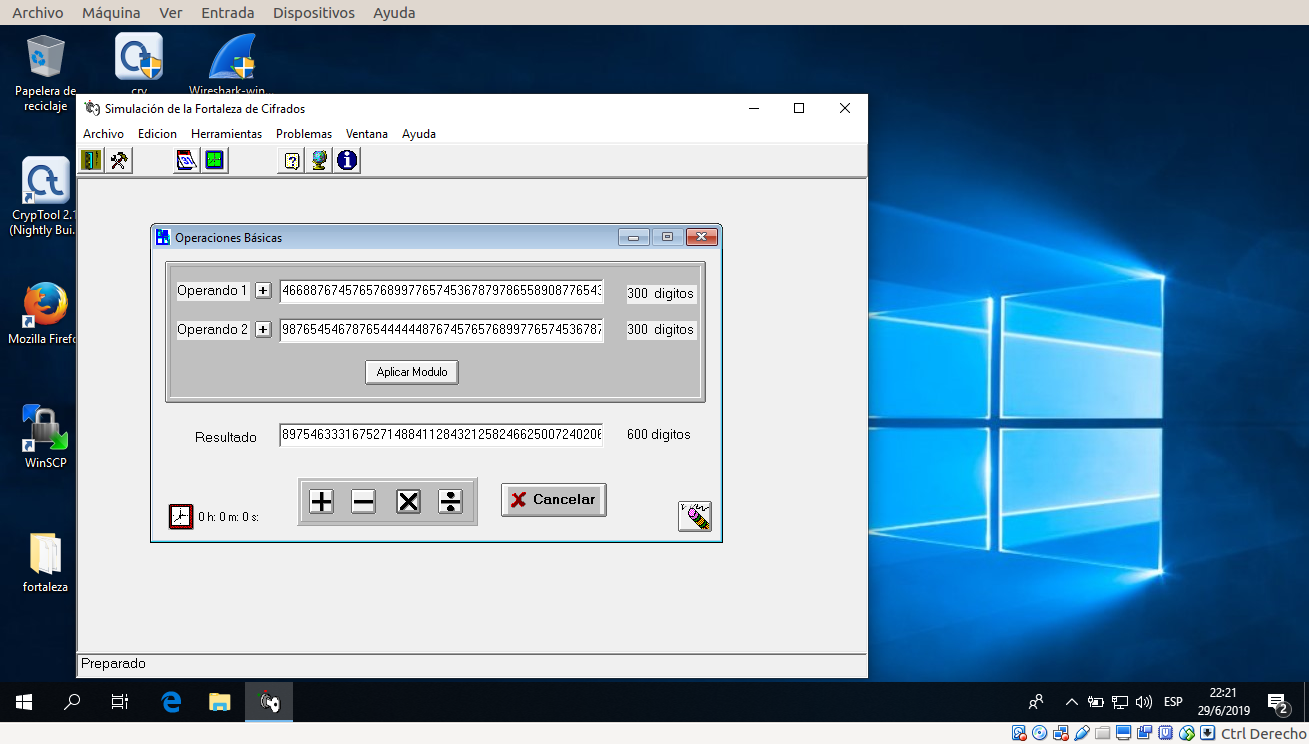 Archivo Máquina Ver Entrada Dispositivos Ayuda
Papelera de
reciclaje
cry
Wireshark-win...
Simulación de la Fortaleza de Cifrados
Archivo Edicion Herramientas Problemas Ventana Ayuda
CrypTool 2.1
(Nightly Bui...
Operaciones Básicas
Operando 1 + 466887674576576899776574536787978655890877654 300 digitos
Operando 2 + 987654546787654444448767457657689977657453678 300 digitos
Mozilla Firefo
Aplicar Modulo
Resultado 8975463331675271488411284321258246625007240206 600 digitos
WinSCP
Cancelar
0 h: 0 m: 0 s:
fortaleza
Preparado
ESP
22:21
29/6/2019
2
Ctrl Derecho